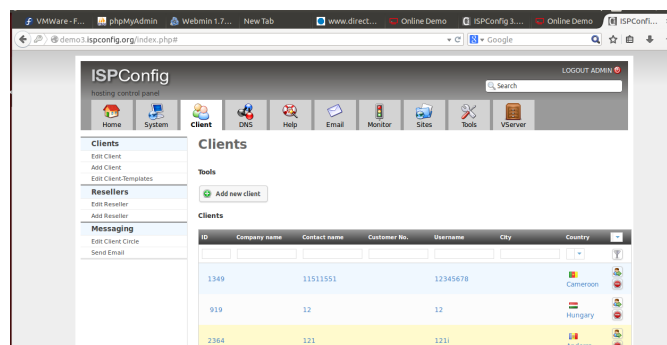 VMWare - F... phpMyAdmin Webmin 1.7... New Tab www.direct... Online Demo ISPConfig 3.... Online Demo ISPConfi...
demo3.ispconfig.org/index.php# Google
ISPConfig LOGOUT ADMIN
hosting control panel Search
Home System Client DNS Help Email Monitor Sites Tools VServer
Clients
Edit Client
Add Client
Edit Client-Templates
Resellers
Edit Reseller
Add Reseller
Messaging
Edit Client Circle
Send Email
Clients
Tools
Add new client
Clients
ID Company name Contact name Customer No. Username City Country
1349 11511551 12345678 Cameroon
919 12 12 Hungary
2364 121 121i